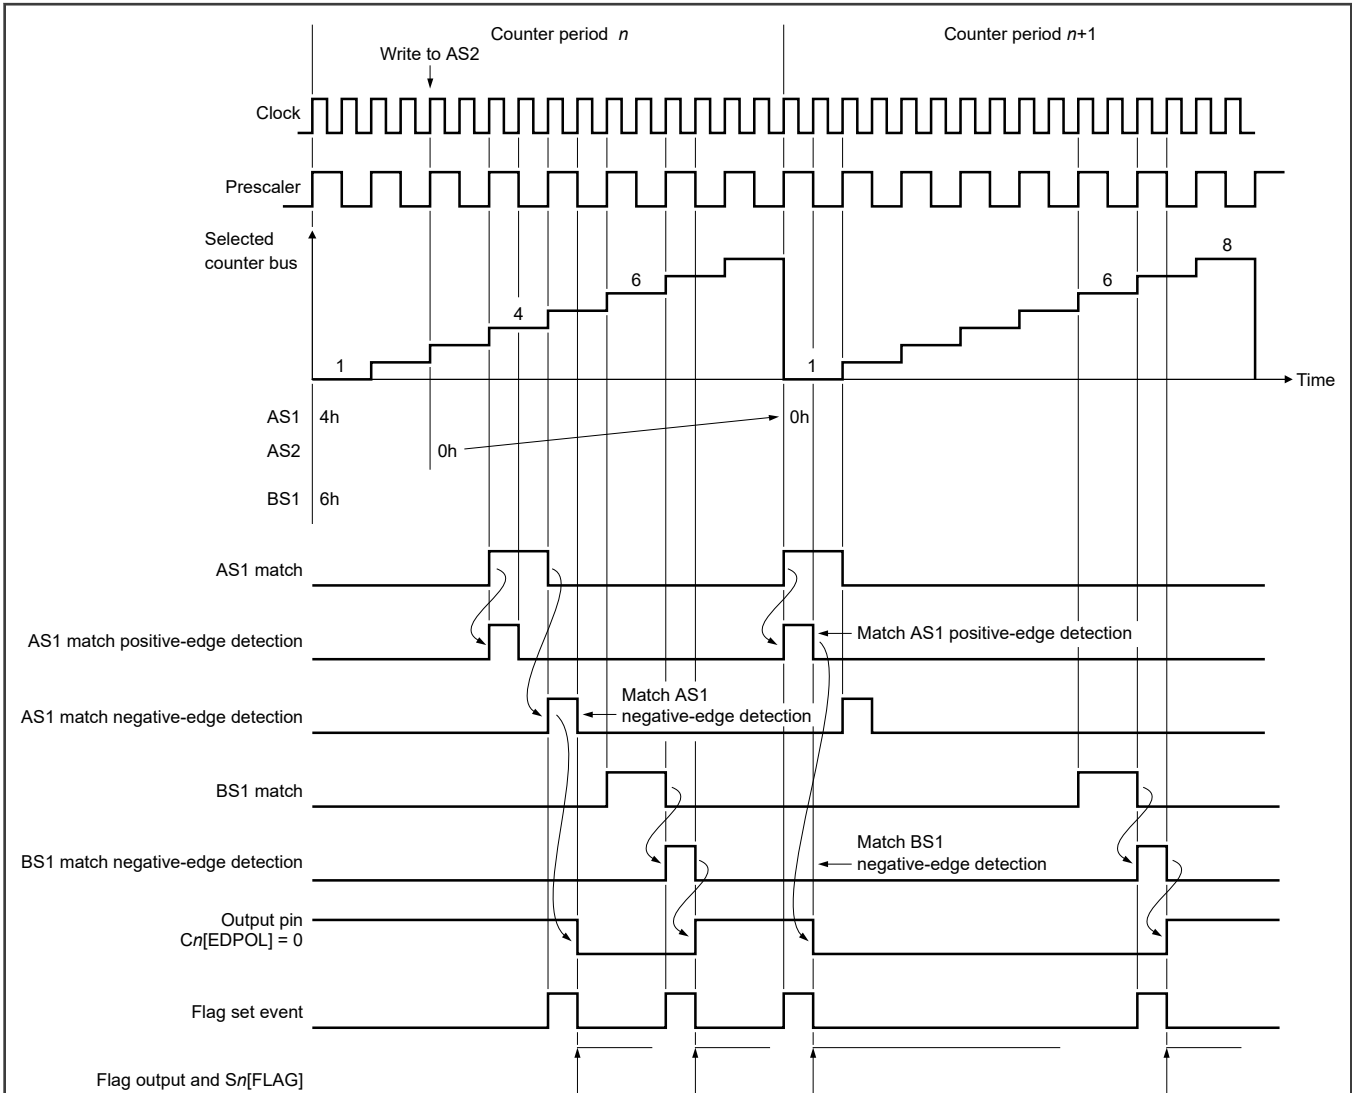 Counter period n
Counter period n+1
Write to AS2
Clock
Prescaler
Selected
counter bus
1
4
6
1
6
8
Time
AS1
4h
0h
AS2
0h
BS1
6h
AS1 match
AS1 match positive-edge detection
Match AS1 positive-edge detection
AS1 match negative-edge detection
Match AS1
negative-edge detection
BS1 match
BS1 match negative-edge detection
Match BS1
negative-edge detection
Output pin
Cn[EDPOL] = 0
Flag set event
Flag output and Sn[FLAG]